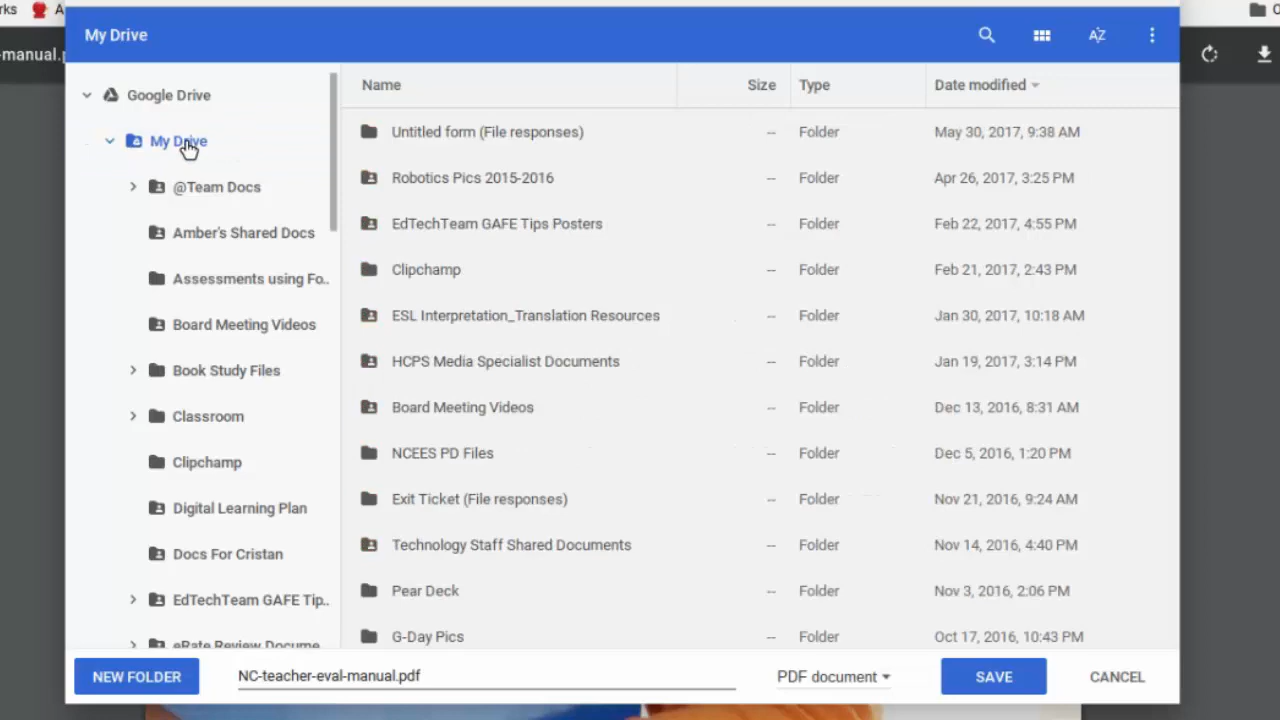 rks
A
O
-manual.p
My Drive
AZ
Google Drive
My Drive
@Team Docs
Amber's Shared Docs
Assessments using Fo..
Board Meeting Videos
Book Study Files
Classroom
Clipchamp
Digital Learning Plan
Docs For Cristan
EdTechTeam GAFE Tip..
eRate Review Docume
Name Size Type Date modified
Untitled form (File responses) -- Folder May 30, 2017, 9:38 AM
Robotics Pics 2015-2016 -- Folder Apr 26, 2017, 3:25 PM
EdTechTeam GAFE Tips Posters -- Folder Feb 22, 2017, 4:55 PM
Clipchamp -- Folder Feb 21, 2017, 2:43 PM
ESL Interpretation_Translation Resources -- Folder Jan 30, 2017, 10:18 AM
HCPS Media Specialist Documents -- Folder Jan 19, 2017, 3:14 PM
Board Meeting Videos -- Folder Dec 13, 2016, 8:31 AM
NCEES PD Files -- Folder Dec 5, 2016, 1:20 PM
Exit Ticket (File responses) -- Folder Nov 21, 2016, 9:24 AM
Technology Staff Shared Documents -- Folder Nov 14, 2016, 4:40 PM
Pear Deck -- Folder Nov 3, 2016, 2:06 PM
G-Day Pics -- Folder Oct 17, 2016, 10:43 PM
NEW FOLDER NC-teacher-eval-manual.pdf PDF document SAVE CANCEL